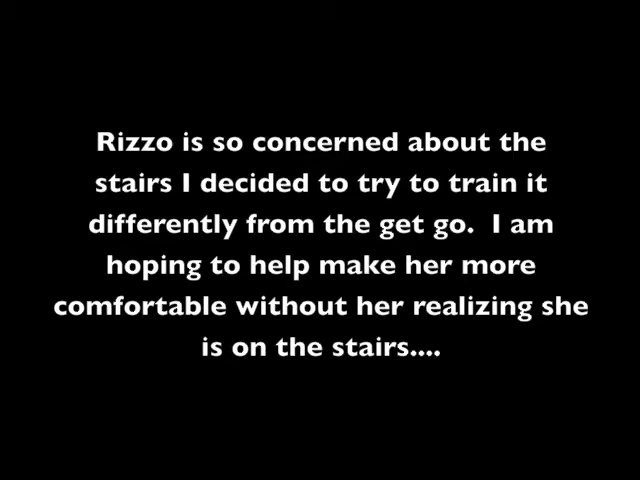 Rizzo is so concerned about the
stairs I decided to try to train it
differently from the get go.  I am
hoping to help make her more
comfortable without her realizing she
is on the stairs....